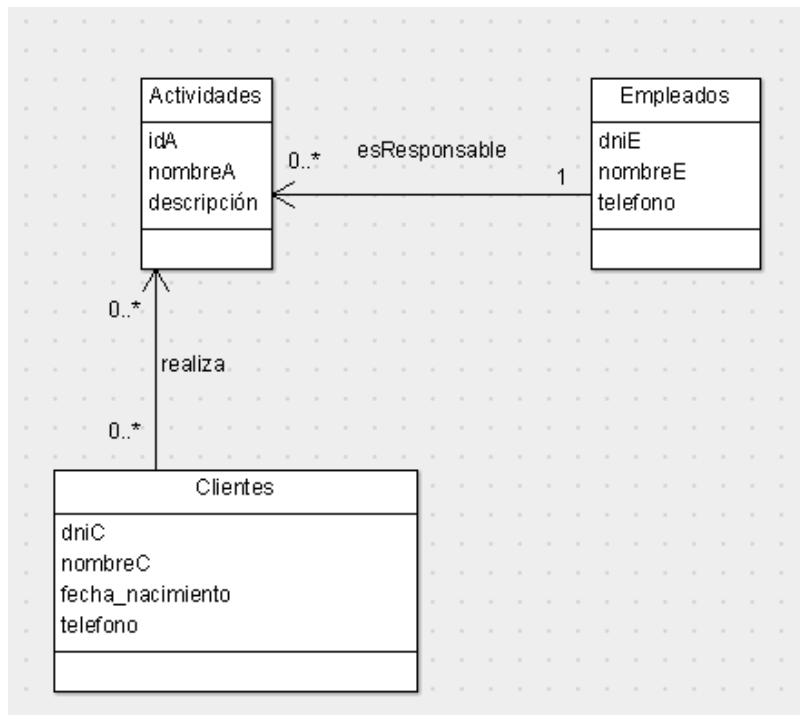 Actividades
idA
nombreA
descripción
0..*
esResponsable
1
Empleados
dniE
nombreE
telefono
0..*
realiza
0..*
Clientes
dniC
nombreC
fecha_nacimiento
telefono